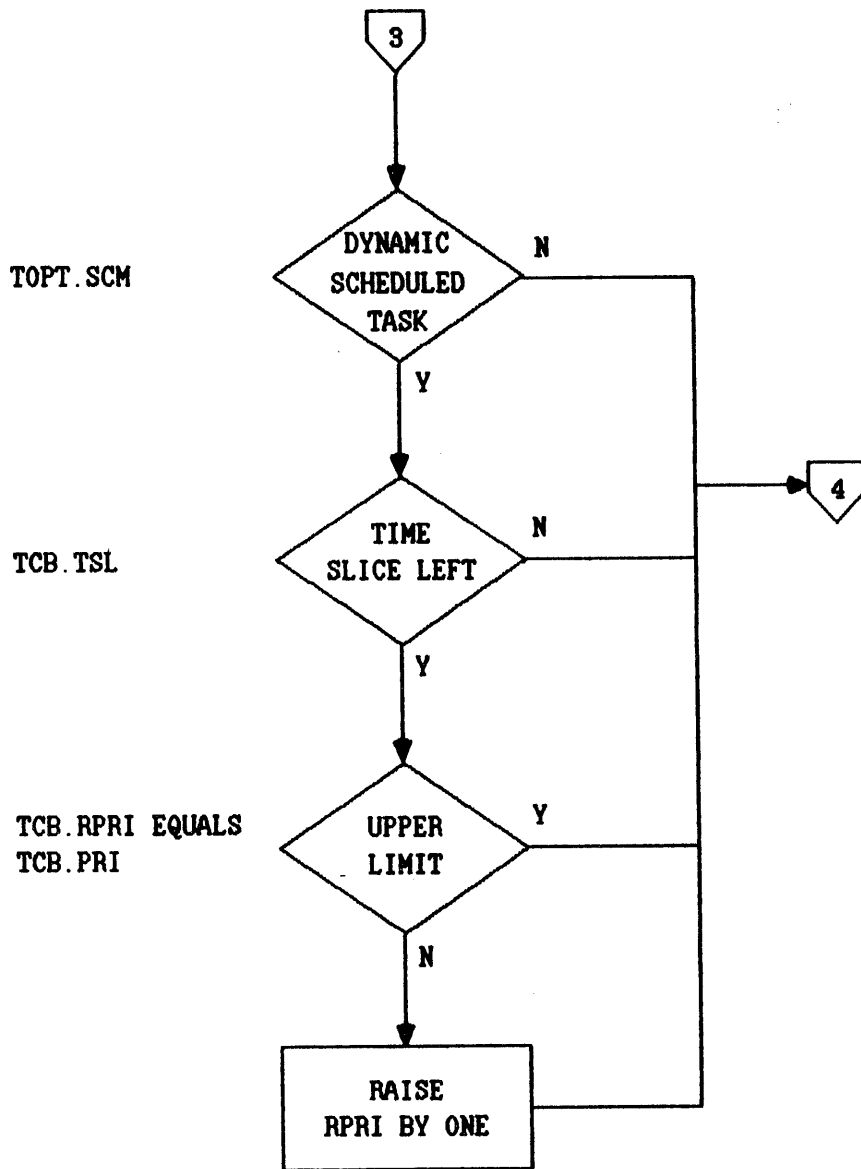 3
DYNAMIC
SCHEDULED
TASK
N
TOPT.SCM
Y
4
TIME
SLICE LEFT
N
TCB.TSL
Y
TCB.RPRI EQUALS
TCB.PRI
UPPER
LIMIT
Y
N
RAISE
RPRI BY ONE